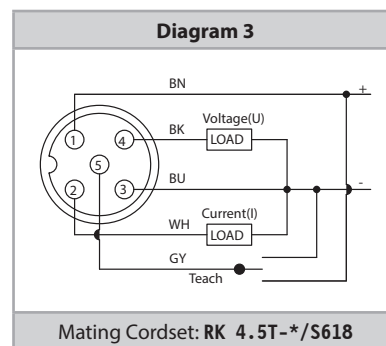 Diagram 3
BN
+
Voltage(U)
1
4
BK
LOAD
5
BU
-
2
3
Current(I)
WH
LOAD
GY
Teach
Mating Cordset: RK 4.5T-*/S618